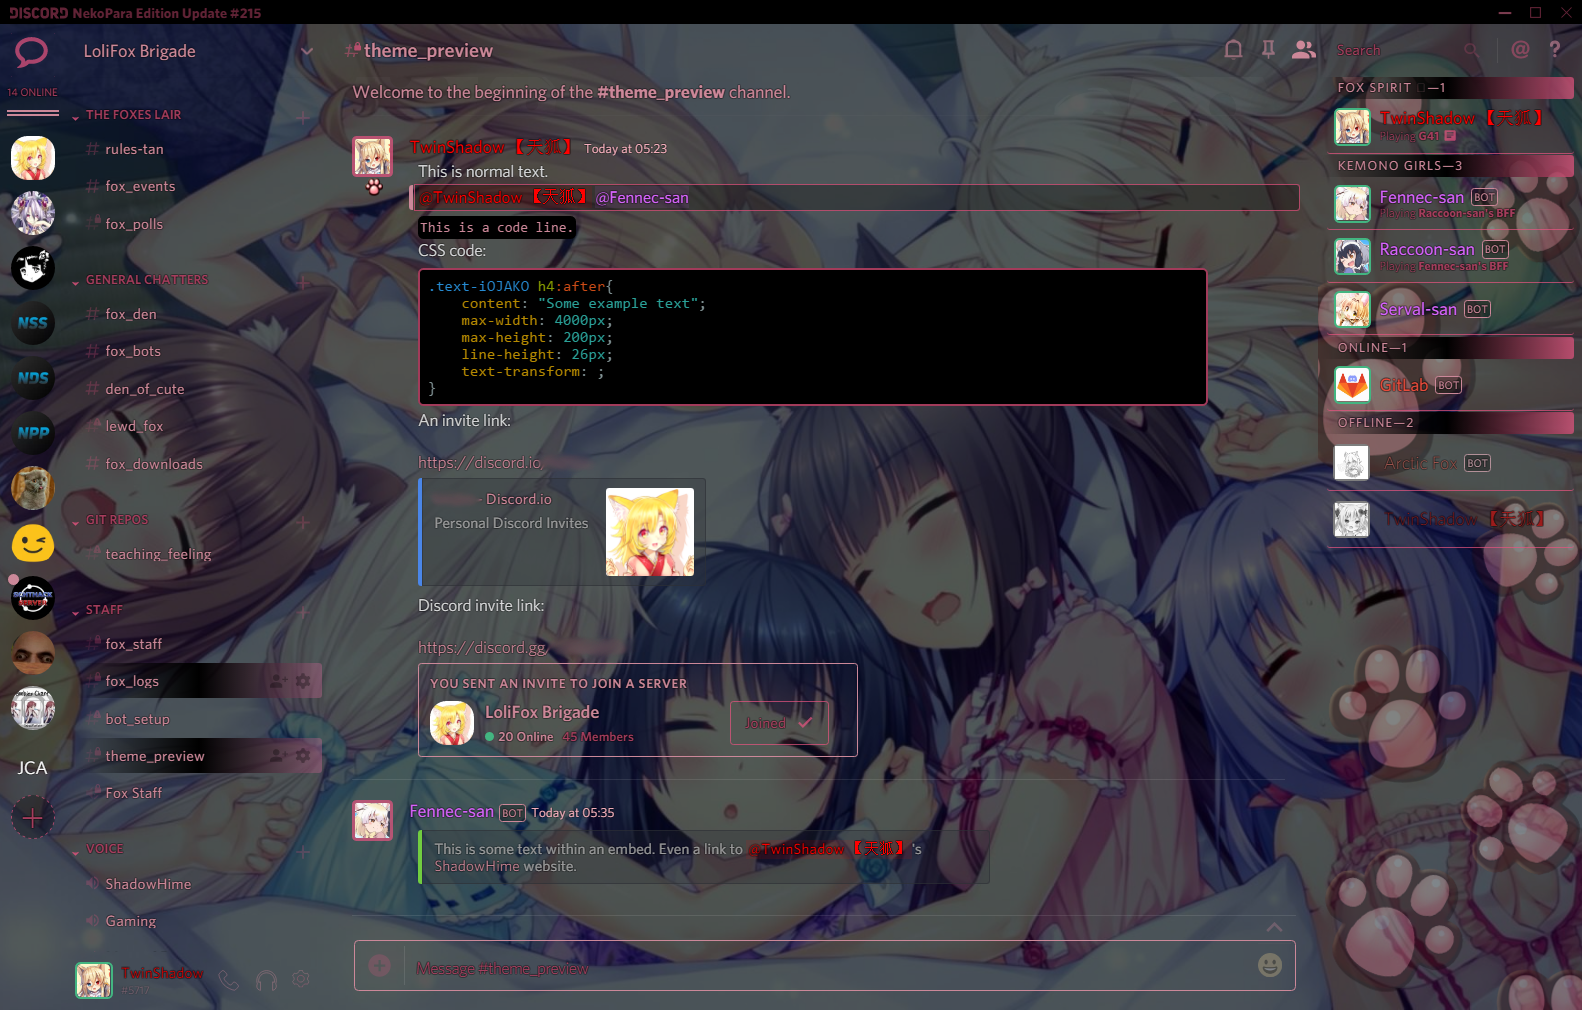 DISCORD NekoPara Edition Update #215
LoliFox Brigade
#theme_preview
Search
14 ONLINE
THE FOXES LAIR
rules-tan
fox_events
fox_polls
GENERAL CHATTERS
fox_den
fox_bots
den_of_cute
lewd_fox
fox_downloads
GIT REPOS
teaching_feeling
STAFF
fox_staff
fox_logs
bot_setup
theme_preview
Fox Staff
VOICE
ShadowHime
Gaming
NSS
NDS
NPP
JCA
TwinShadow
Welcome to the beginning of the #theme_preview channel.
TwinShadow 【天狐】 Today at 05:23
This is normal text.
@TwinShadow 【天狐】 @Fennec-san
This is a code line.
CSS code:
.text-iOJAKO h4:after{
content: "Some example text";
max-width: 4000px;
max-height: 200px;
line-height: 26px;
text-transform: ;
}
An invite link:
https://discord.io
- Discord.io
Personal Discord Invites
Discord invite link:
https://discord.gg/
YOU SENT AN INVITE TO JOIN A SERVER
LoliFox Brigade
20 Online 45 Members
Joined
Fennec-san BOT Today at 05:35
This is some text within an embed. Even a link to @TwinShadow 【天狐】 's
ShadowHime website.
Message #theme_preview
FOX SPIRIT —1
TwinShadow 【天狐】
Playing G41
KEMONO GIRLS—3
Fennec-san BOT
Playing Raccoon-san's BFF
Raccoon-san BOT
Playing Fennec-san's BFF
Serval-san BOT
ONLINE—1
GitLab BOT
OFFLINE—2
Arctic Fox BOT
TwinShadow 【天狐】